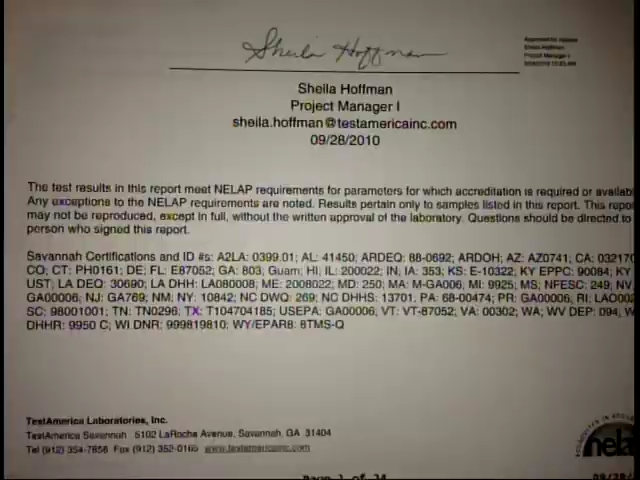 Sheila Hoffman
Approved for release
Sheila Hoffman
Project Manager I
Sheila Hoffman
Project Manager I
sheila.hoffman@testamericainc.com
09/28/2010
The test results in this report meet NELAP requirements for parameters for which accreditation is required or availab
Any exceptions to the NELAP requirements are noted. Results pertain only to samples listed in this report. This repo
may not be reproduced, except in full, without the written approval of the laboratory. Questions should be directed to
person who signed this report.
Savannah Certifications and ID #s: A2LA: 0399.01; AL: 41450; ARDEQ: 88-0692; ARDOH; AZ: AZ0741; CA: 03217
CO; CT: PH0161; DE; FL: E87052; GA: 803; Guam; HI; IL: 200022; IN; IA: 353; KS: E-10322; KY EPPC: 90084; KY
UST; LA DEQ: 30690; LA DHH: LA080008; ME: 2008022; MD: 250; MA: M-GA006; MI: 9925; MS; NFESC: 249; NV
GA00006; NJ: GA769; NM; NY: 10842; NC DWQ: 269; NC DHHS: 13701; PA: 68-00474; PR: GA00006; RI: LAO00
SC: 98001001; TN: TN0296; TX: T104704185; USEPA: GA00006; VT: VT-87052; VA: 00302; WA; WV DEP: 094; W
DHHR: 9950 C; WI DNR: 999819810; WY/EPAR8: 8TMS-Q
TestAmerica Laboratories, Inc.
TestAmerica Savannah 5102 LaRoche Avenue, Savannah, GA 31404
Tel (912) 354-7858 Fax (912) 352-0165 www.testamericainc.com
nela